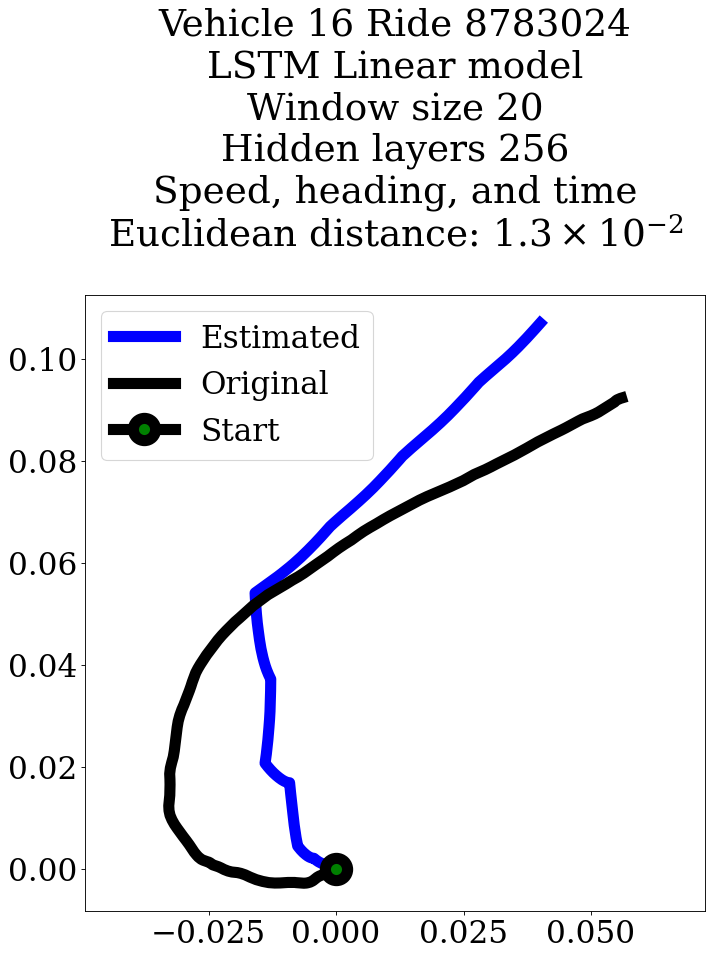 Vehicle 16 Ride 8783024
LSTM Linear model
Window size 20
Hidden layers 256
Speed, heading, and time
Euclidean distance: 1.3 × 10⁻²
Estimated
Original
Start
0.10
0.08
0.06
0.04
0.02
0.00
−0.025 0.000 0.025 0.050